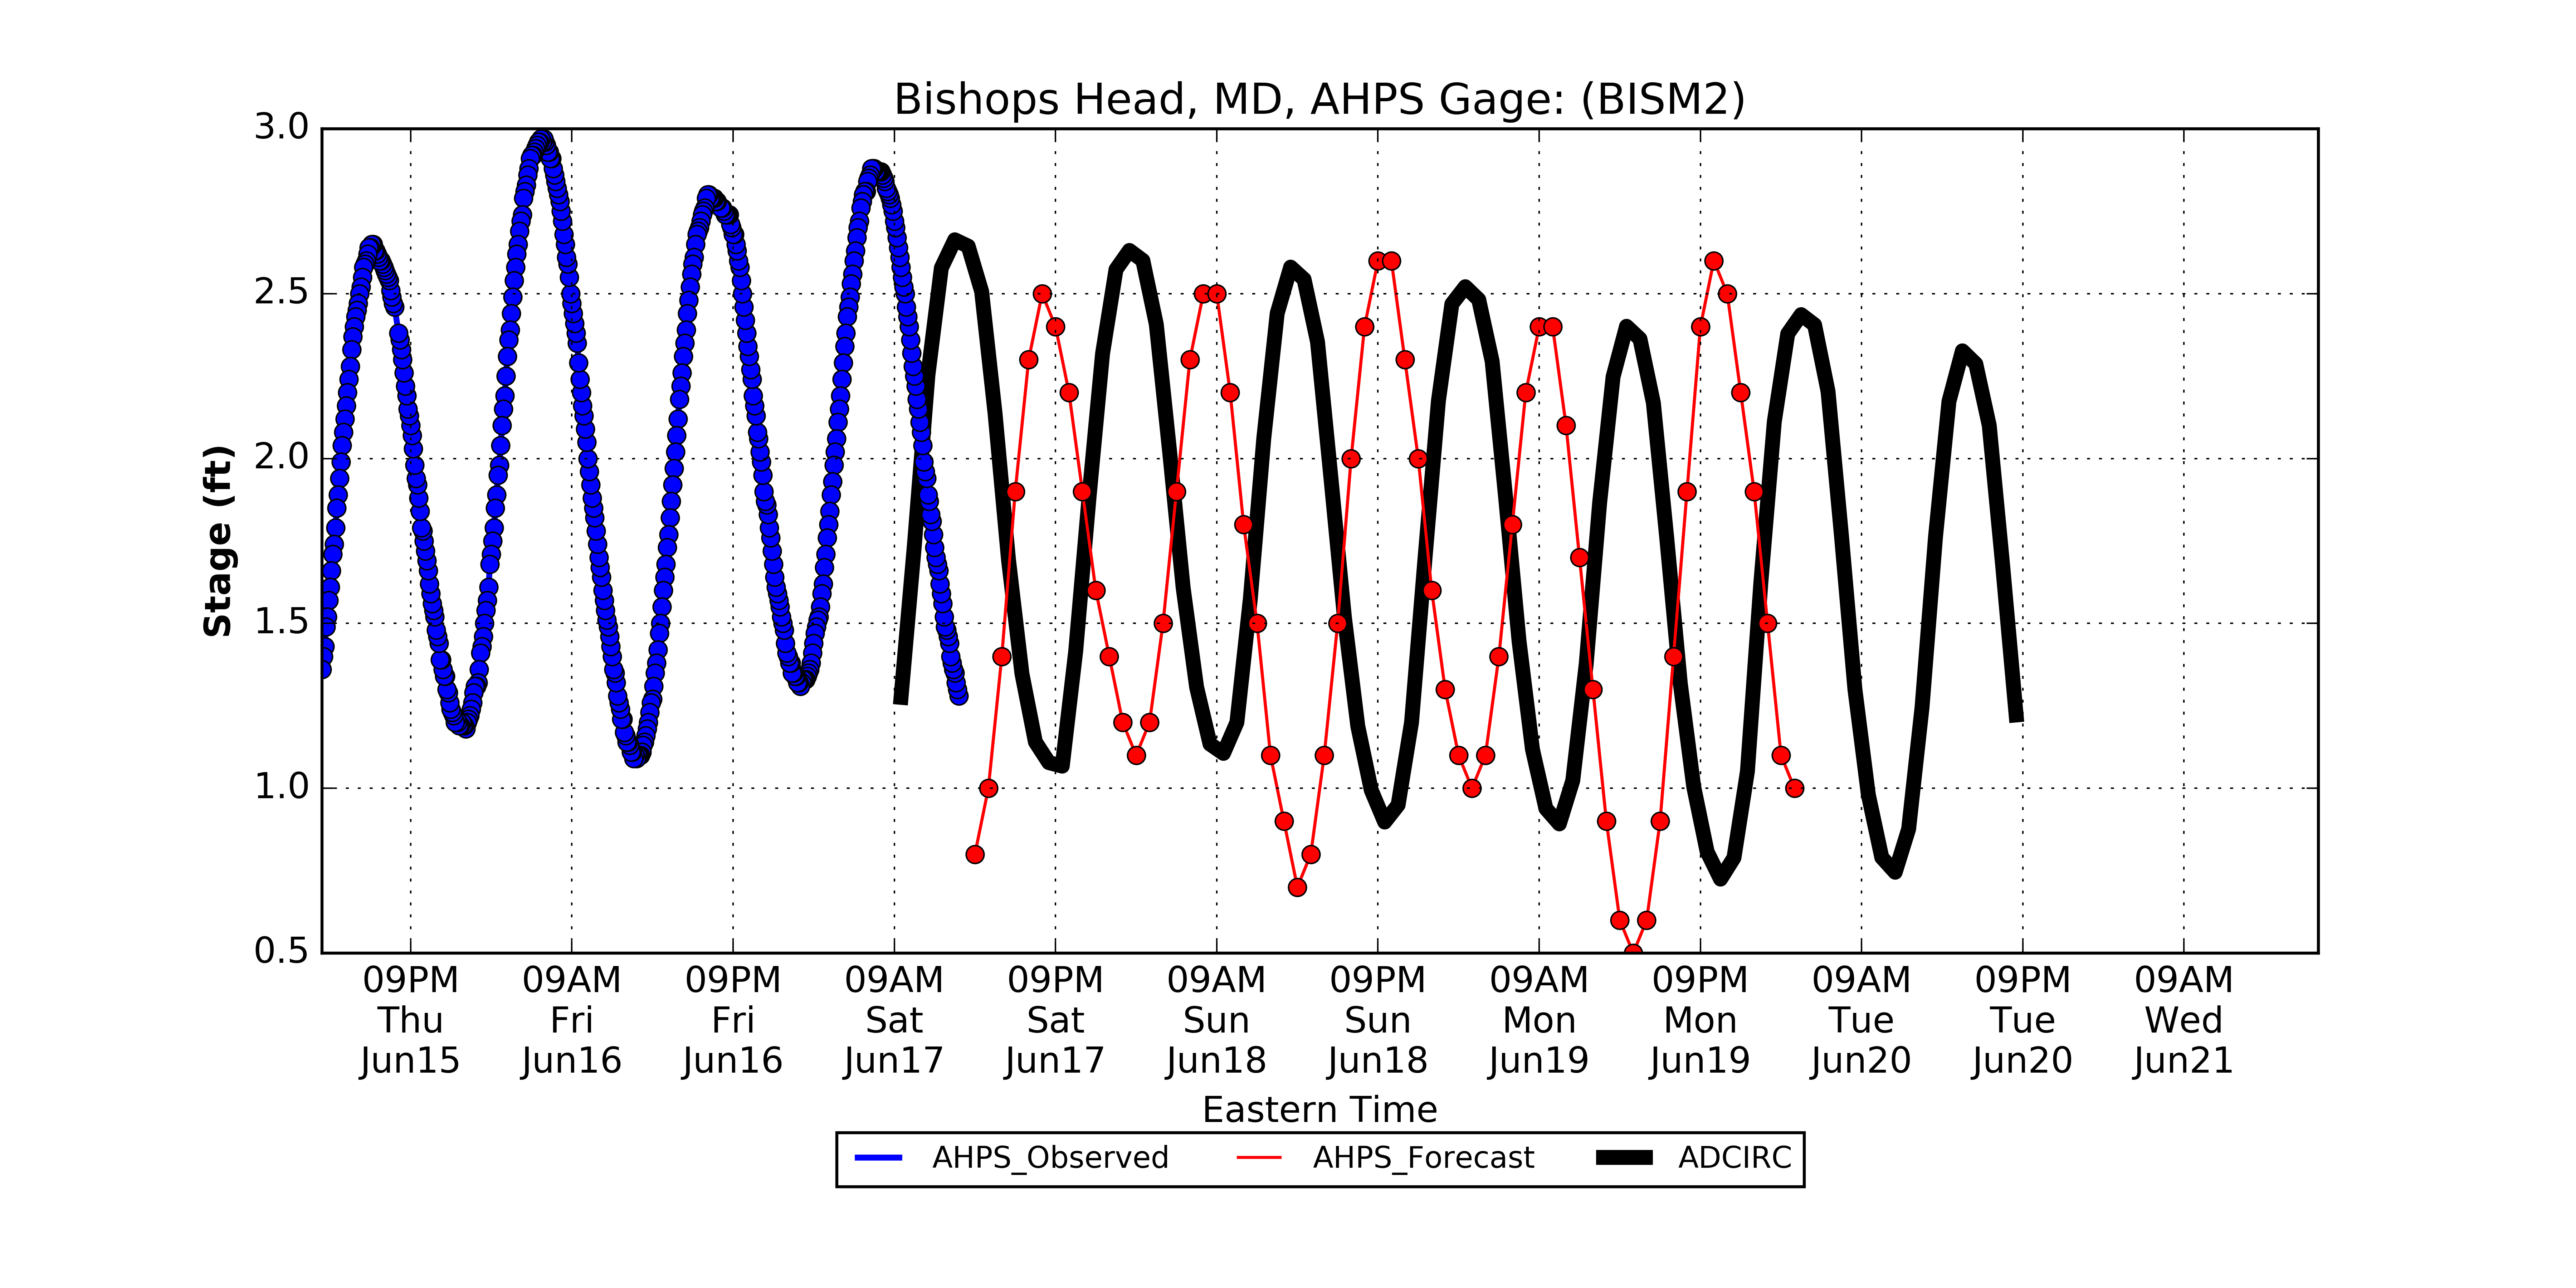 Bishops Head, MD, AHPS Gage: (BISM2)
3.0
2.5
2.0
1.5
1.0
0.5
Stage (ft)
09PM 09AM 09PM 09AM 09PM 09AM 09PM 09AM 09PM 09AM 09PM 09AM
Thu Fri Fri Sat Sat Sun Sun Mon Mon Tue Tue Wed
Jun15 Jun16 Jun16 Jun17 Jun17 Jun18 Jun18 Jun19 Jun19 Jun20 Jun20 Jun21
Eastern Time
AHPS_Observed AHPS_Forecast ADCIRC